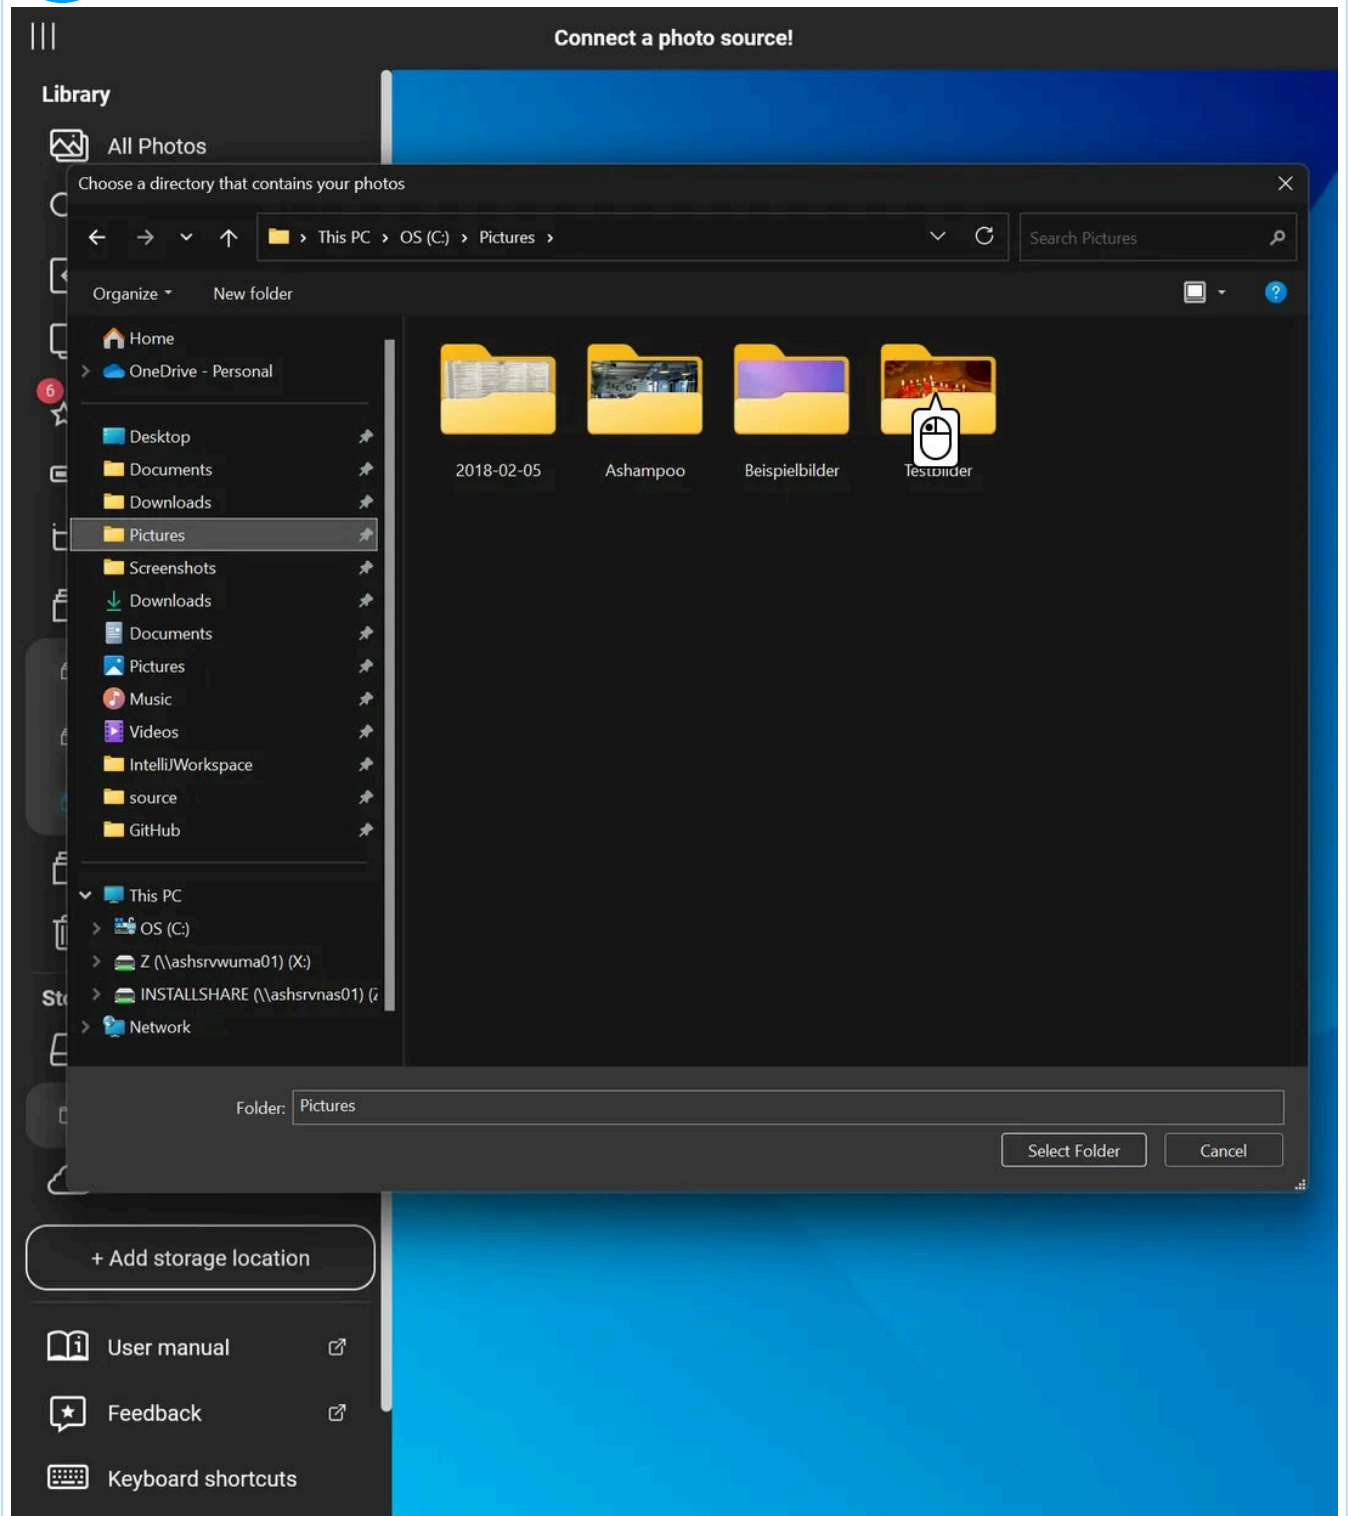 Connect a photo source!
Library
All Photos
Choose a directory that contains your photos
This PC > OS (C:) > Pictures >
Search Pictures
Organize
New folder
Home
OneDrive - Personal
6
Desktop
Documents
Downloads
Pictures
Screenshots
Downloads
Documents
Pictures
Music
Videos
IntelliJWorkspace
source
GitHub
This PC
OS (C:)
Z (\\ashsrvwuma01) (X:)
INSTALLSHARE (\\ashsrvnas01) (Z
Network
2018-02-05
Ashampoo
Beispielbilder
Testbilder
Sto
Folder: Pictures
Select Folder
Cancel
+ Add storage location
User manual
Feedback
Keyboard shortcuts